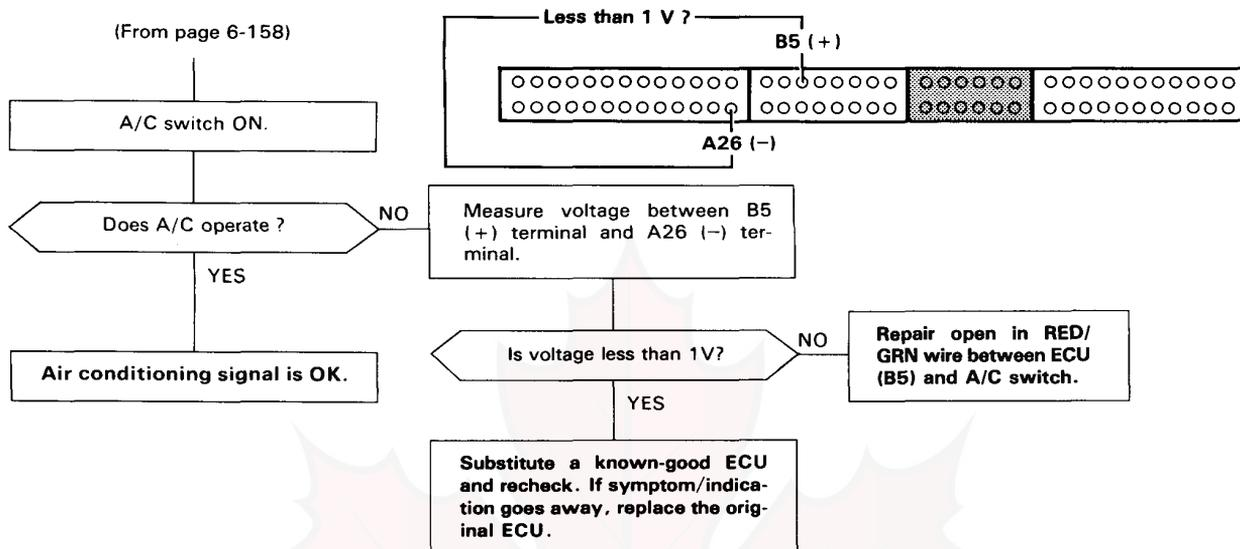 (From page 6-158)
Less than 1 V ?
B5 (+)
A26 (−)
A/C switch ON.
Does A/C operate ?
NO
YES
Air conditioning signal is OK.
Measure voltage between B5
(+) terminal and A26 (−) ter-
minal.
Is voltage less than 1V?
NO
Repair open in RED/
GRN wire between ECU
(B5) and A/C switch.
YES
Substitute a known-good ECU
and recheck. If symptom/indica-
tion goes away, replace the orig-
inal ECU.